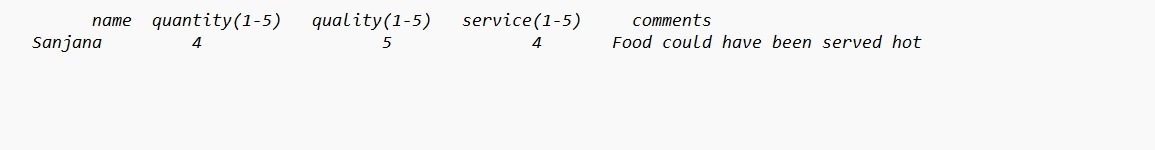 name quantity(1-5) quality(1-5) service(1-5) comments
Sanjana 4 5 4 Food could have been served hot